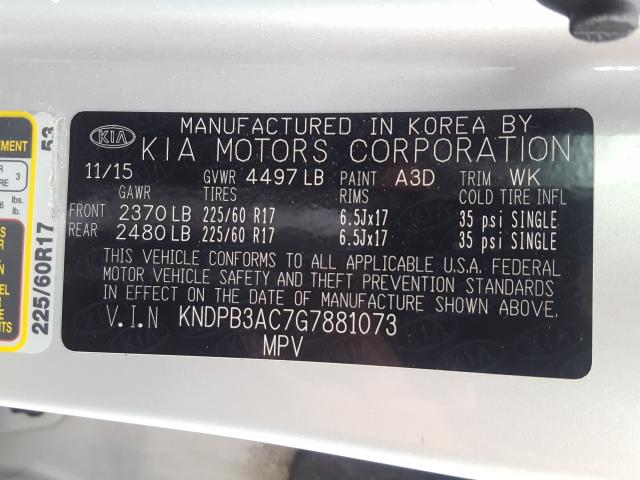 MANUFACTURED IN KOREA BY
KIA KIA MOTORS CORPORATION
11/15 GVWR 4497 LB PAINT A3D TRIM WK
GAWR TIRES RIMS COLD TIRE INFL
FRONT 2370 LB 225/60 R17 6.5Jx17 35 psi SINGLE
REAR 2480 LB 225/60 R17 6.5Jx17 35 psi SINGLE
THIS VEHICLE CONFORMS TO ALL APPLICABLE U.S.A. FEDERAL
MOTOR VEHICLE SAFETY AND THEFT PREVENTION STANDARDS
IN EFFECT ON THE DATE OF MANUFACTURE SHOWN ABOVE.
V.I.N KNDPB3AC7G7881073
MPV
225/60R17 53